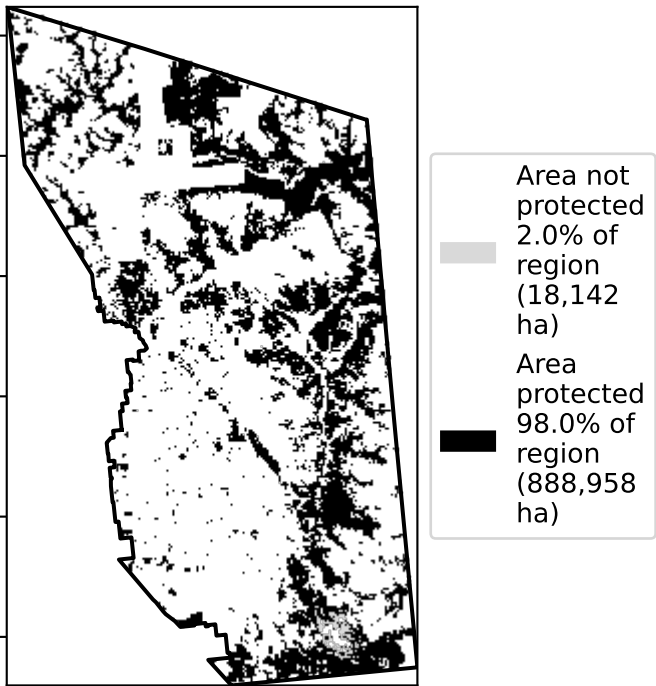 Area not
protected
2.0% of
region
(18,142
ha)
Area
protected
98.0% of
region
(888,958
ha)